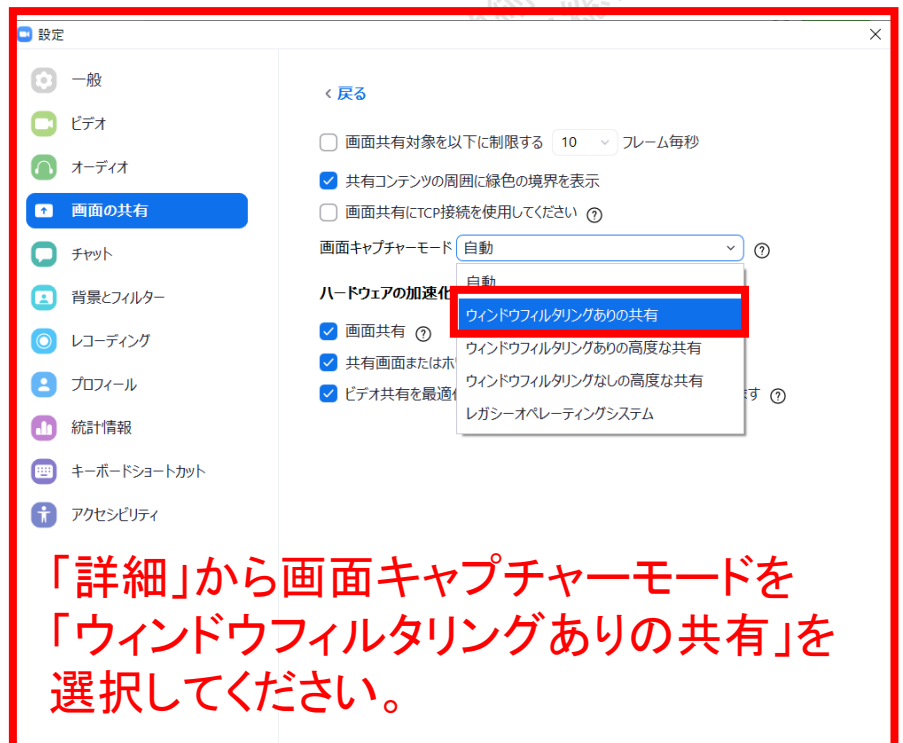 設定
一般
ビデオ
オーディオ
画面の共有
チャット
背景とフィルター
レコーディング
プロフィール
統計情報
キーボードショートカット
アクセシビリティ
戻る
画面共有対象を以下に制限する 10 フレーム毎秒
共有コンテンツの周囲に緑色の境界を表示
画面共有にTCP接続を使用してください
画面キャプチャーモード 自動
自動
ハードウェアの加速化
ウィンドウフィルタリングありの共有
画面共有
ウィンドウフィルタリングありの高度な共有
共有画面または
ウィンドウフィルタリングなしの高度な共有
ビデオ共有を最適
す
レガシーオペレーティングシステム
「詳細」から画面キャプチャーモードを
「ウィンドウフィルタリングありの共有」を
選択してください。